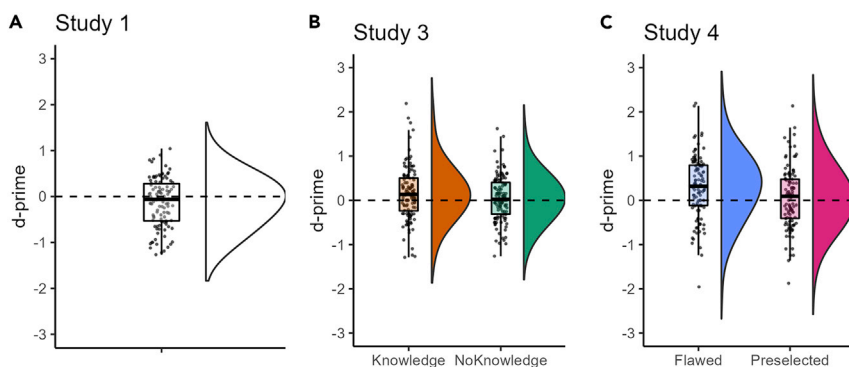 A
Study 1
d-prime
3
2
1
0
-1
-2
-3
B
Study 3
d-prime
3
2
1
0
-1
-2
-3
Knowledge NoKnowledge
C
Study 4
d-prime
3
2
1
0
-1
-2
-3
Flawed Preselected